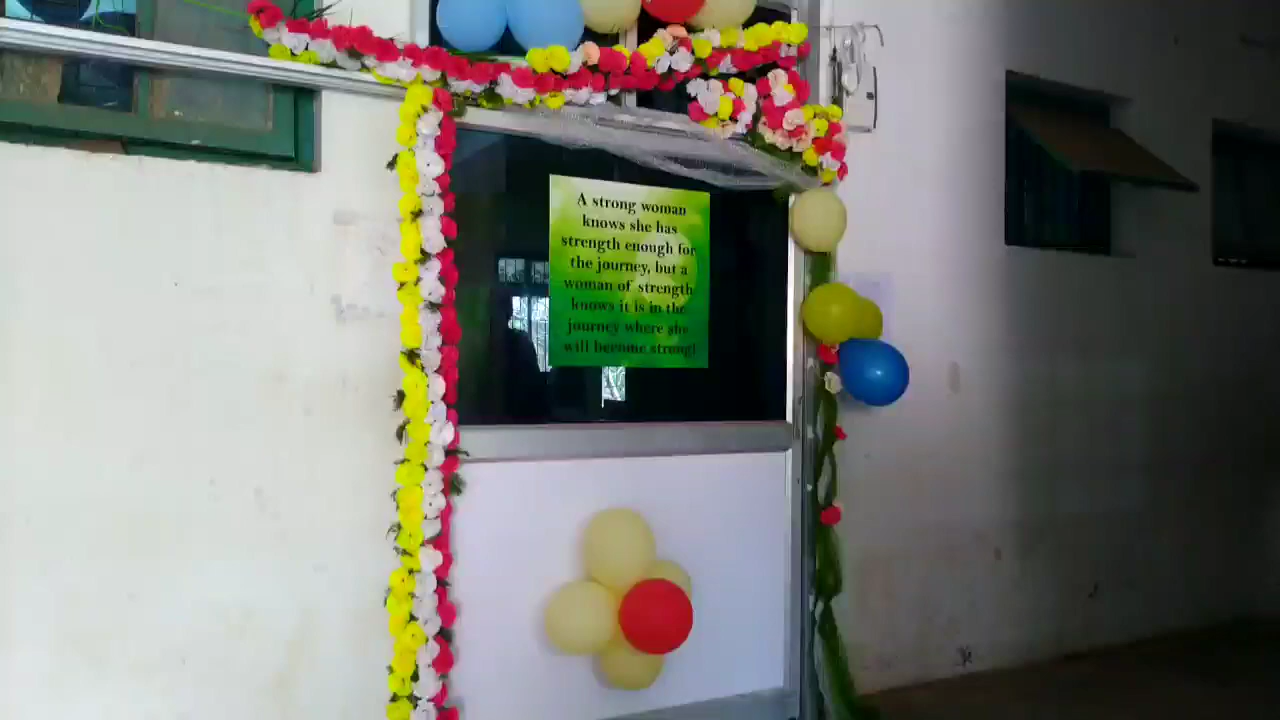 A strong woman
knows she has
strength enough for
the journey, but a
woman of strength
knows it is in the
journey where she
will become strong!